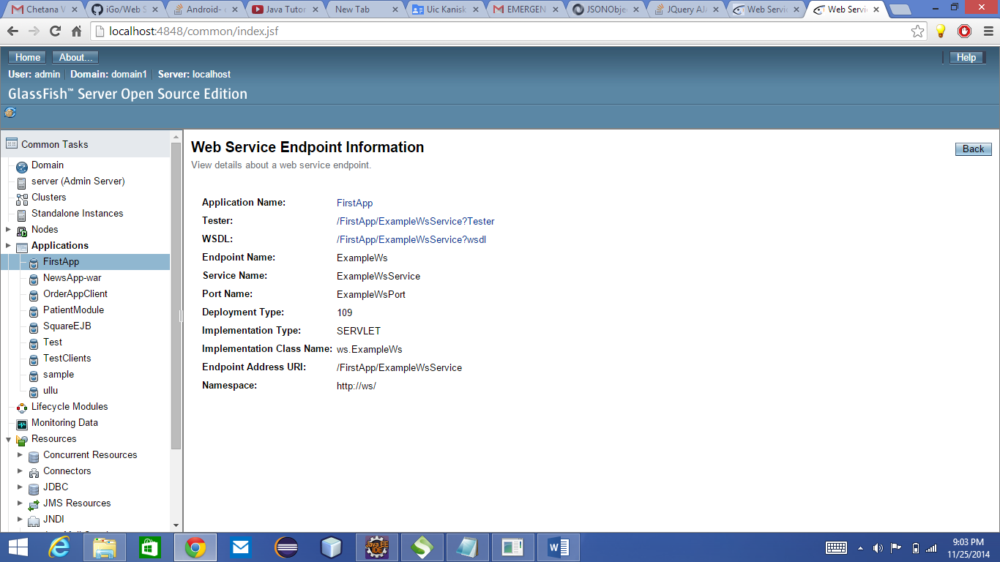 Chetana V
iGo/Web S
Android-
Java Tutor
New Tab
Uic Kanisk
EMERGEN
JSONObje
JQuery AJA
Web Servic
Web Servic
localhost:4848/common/index.jsf
Home About... Help
User: admin Domain: domain1 Server: localhost
GlassFish™ Server Open Source Edition
Common Tasks
Domain
server (Admin Server)
Clusters
Standalone Instances
Nodes
Applications
FirstApp
NewsApp-war
OrderAppClient
PatientModule
SquareEJB
Test
TestClients
sample
ullu
Lifecycle Modules
Monitoring Data
Resources
Concurrent Resources
Connectors
JDBC
JMS Resources
JNDI
Web Service Endpoint Information
Back
View details about a web service endpoint.
Application Name: FirstApp
Tester: /FirstApp/ExampleWsService?Tester
WSDL: /FirstApp/ExampleWsService?wsdl
Endpoint Name: ExampleWs
Service Name: ExampleWsService
Port Name: ExampleWsPort
Deployment Type: 109
Implementation Type: SERVLET
Implementation Class Name: ws.ExampleWs
Endpoint Address URI: /FirstApp/ExampleWsService
Namespace: http://ws/
Java EE
IDE
9:03 PM
11/25/2014